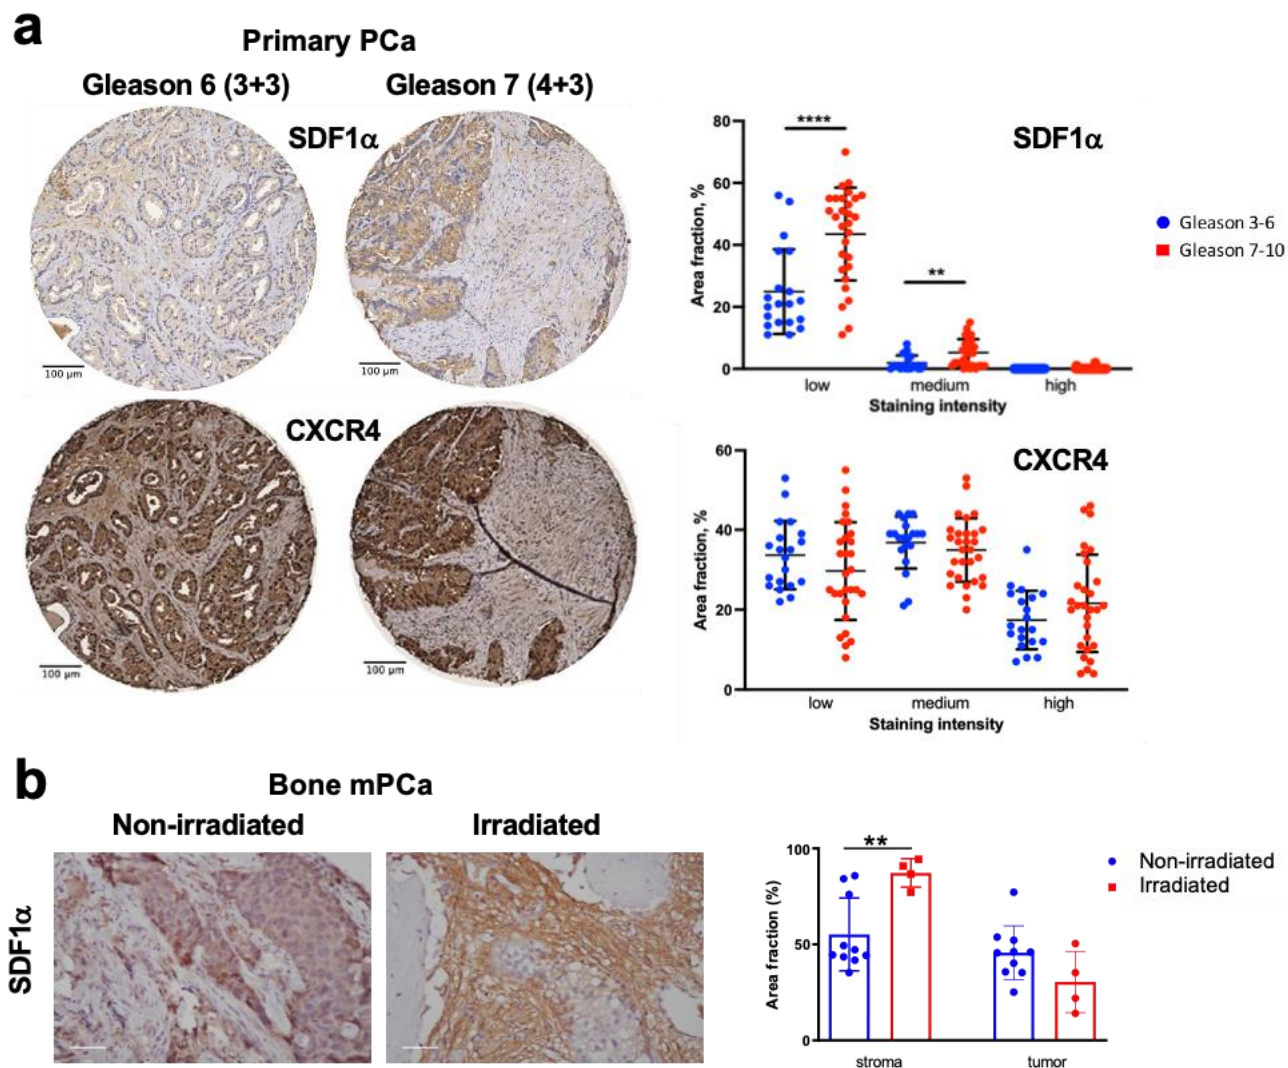 a
Primary PCa
Gleason 6 (3+3)
Gleason 7 (4+3)
SDF1α
100 µm
100 µm
CXCR4
100 µm
100 µm
80
60
40
20
0
Area fraction, %
****
**
SDF1α
low
medium
high
Staining intensity
Gleason 3-6
Gleason 7-10
60
40
20
0
Area fraction, %
CXCR4
low
medium
high
Staining intensity
b
Bone mPCa
Non-irradiated
Irradiated
SDF1α
100
50
0
Area fraction (%)
**
stroma
tumor
Non-irradiated
Irradiated